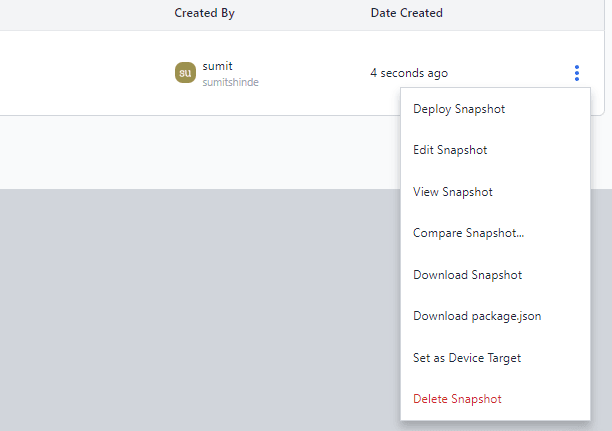 Created By
Date Created
su
sumit
sumitshinde
4 seconds ago
Deploy Snapshot
Edit Snapshot
View Snapshot
Compare Snapshot...
Download Snapshot
Download package.json
Set as Device Target
Delete Snapshot